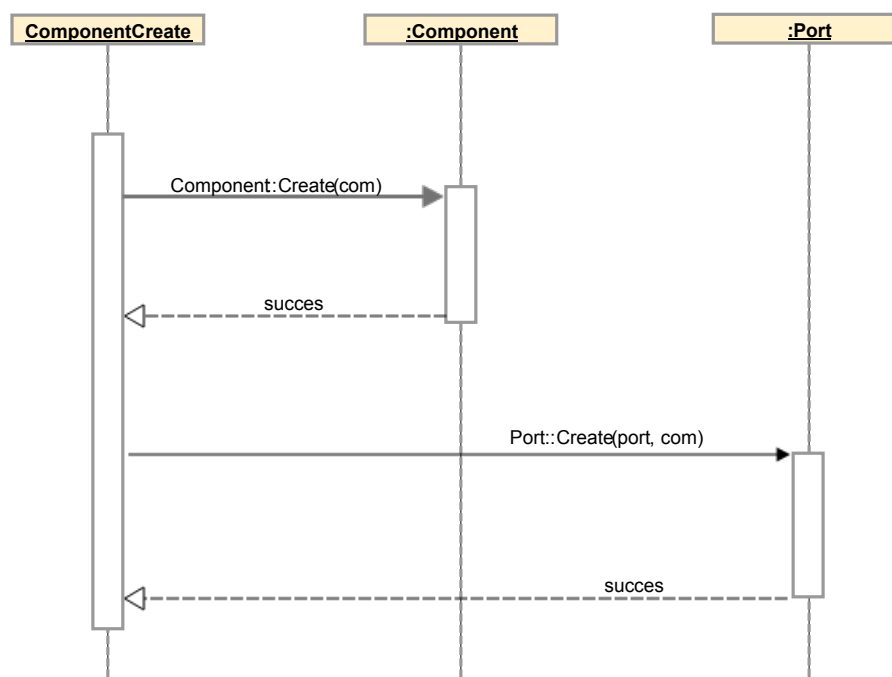 ComponentCreate
:Component
:Port
Component::Create(com)
succes
Port::Create(port, com)
succes